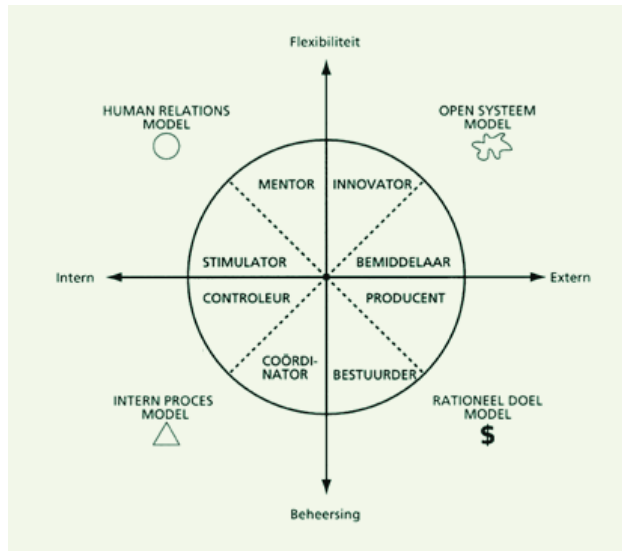 Flexibiliteit
HUMAN RELATIONS
MODEL
OPEN SYSTEEM
MODEL
MENTOR
INNOVATOR
STIMULATOR
BEMIDDELAAR
Intern
Extern
CONTROLEUR
PRODUCENT
COÖRDI-
NATOR
BESTUURDER
INTERN PROCES
MODEL
RATIONEEL DOEL
MODEL
$
Beheersing